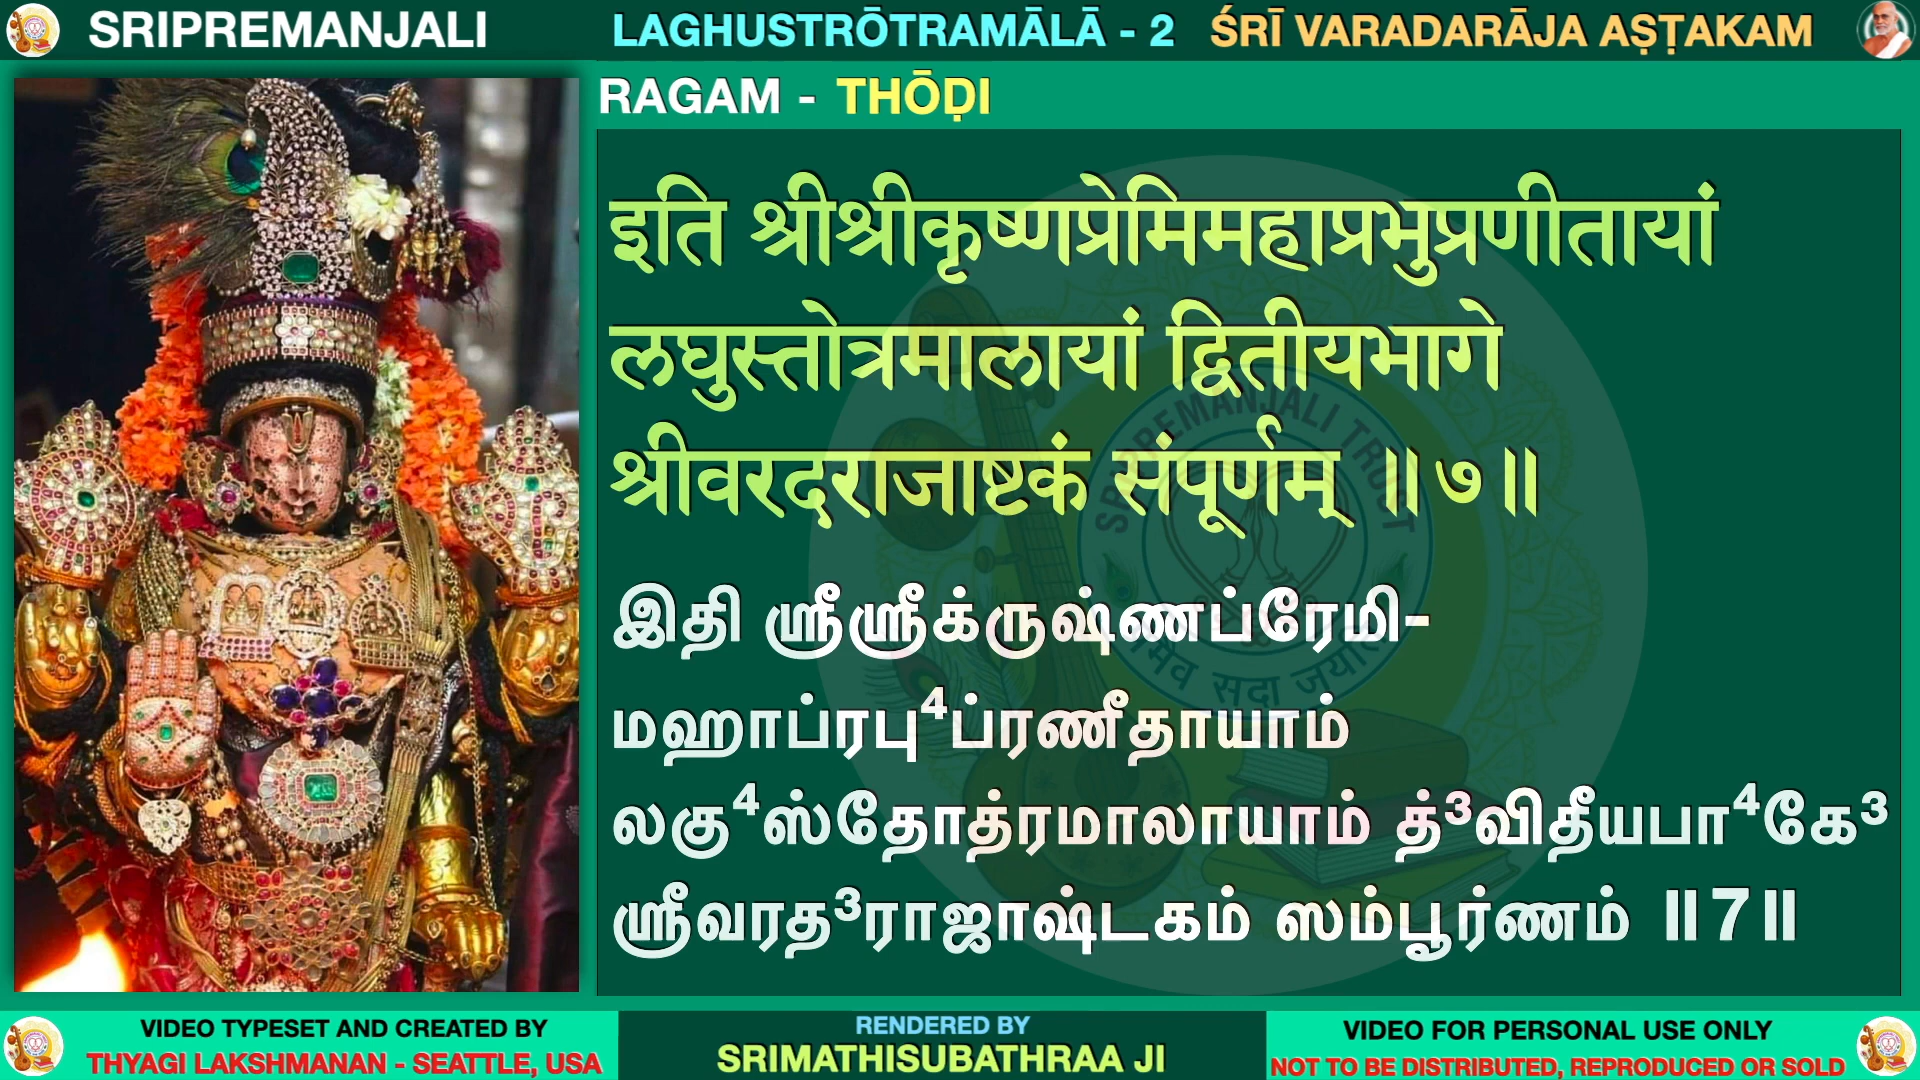 SRIPREMANJALI
LAGHUSTRŌTRAMĀLĀ - 2 ŚRĪ VARADARĀJA AṢṬAKAM
RAGAM - THŌḌI
इति श्रीश्रीकृष्णप्रेमिमहाप्रभुप्रणीतायां
लघुस्तोत्रमालायां द्वितीयभागे
श्रीवरदराजाष्टकं संपूर्णम् ॥७॥
இதி ஸ்ரீஸ்ரீக்ருஷ்ணப்ரேமி-
மஹாப்ரபு⁴ப்ரணீதாயாம்
லகு⁴ஸ்தோத்ரமாலாயாம் த்³விதீயபா⁴கே³
ஸ்ரீவரத³ராஜாஷ்டகம் ஸம்பூர்ணம் ॥7॥
SRIPREMANJALI TRUST
VIDEO TYPESET AND CREATED BY
THYAGI LAKSHMANAN - SEATTLE, USA
RENDERED BY
SRIMATHISUBATHRAA JI
VIDEO FOR PERSONAL USE ONLY
NOT TO BE DISTRIBUTED, REPRODUCED OR SOLD